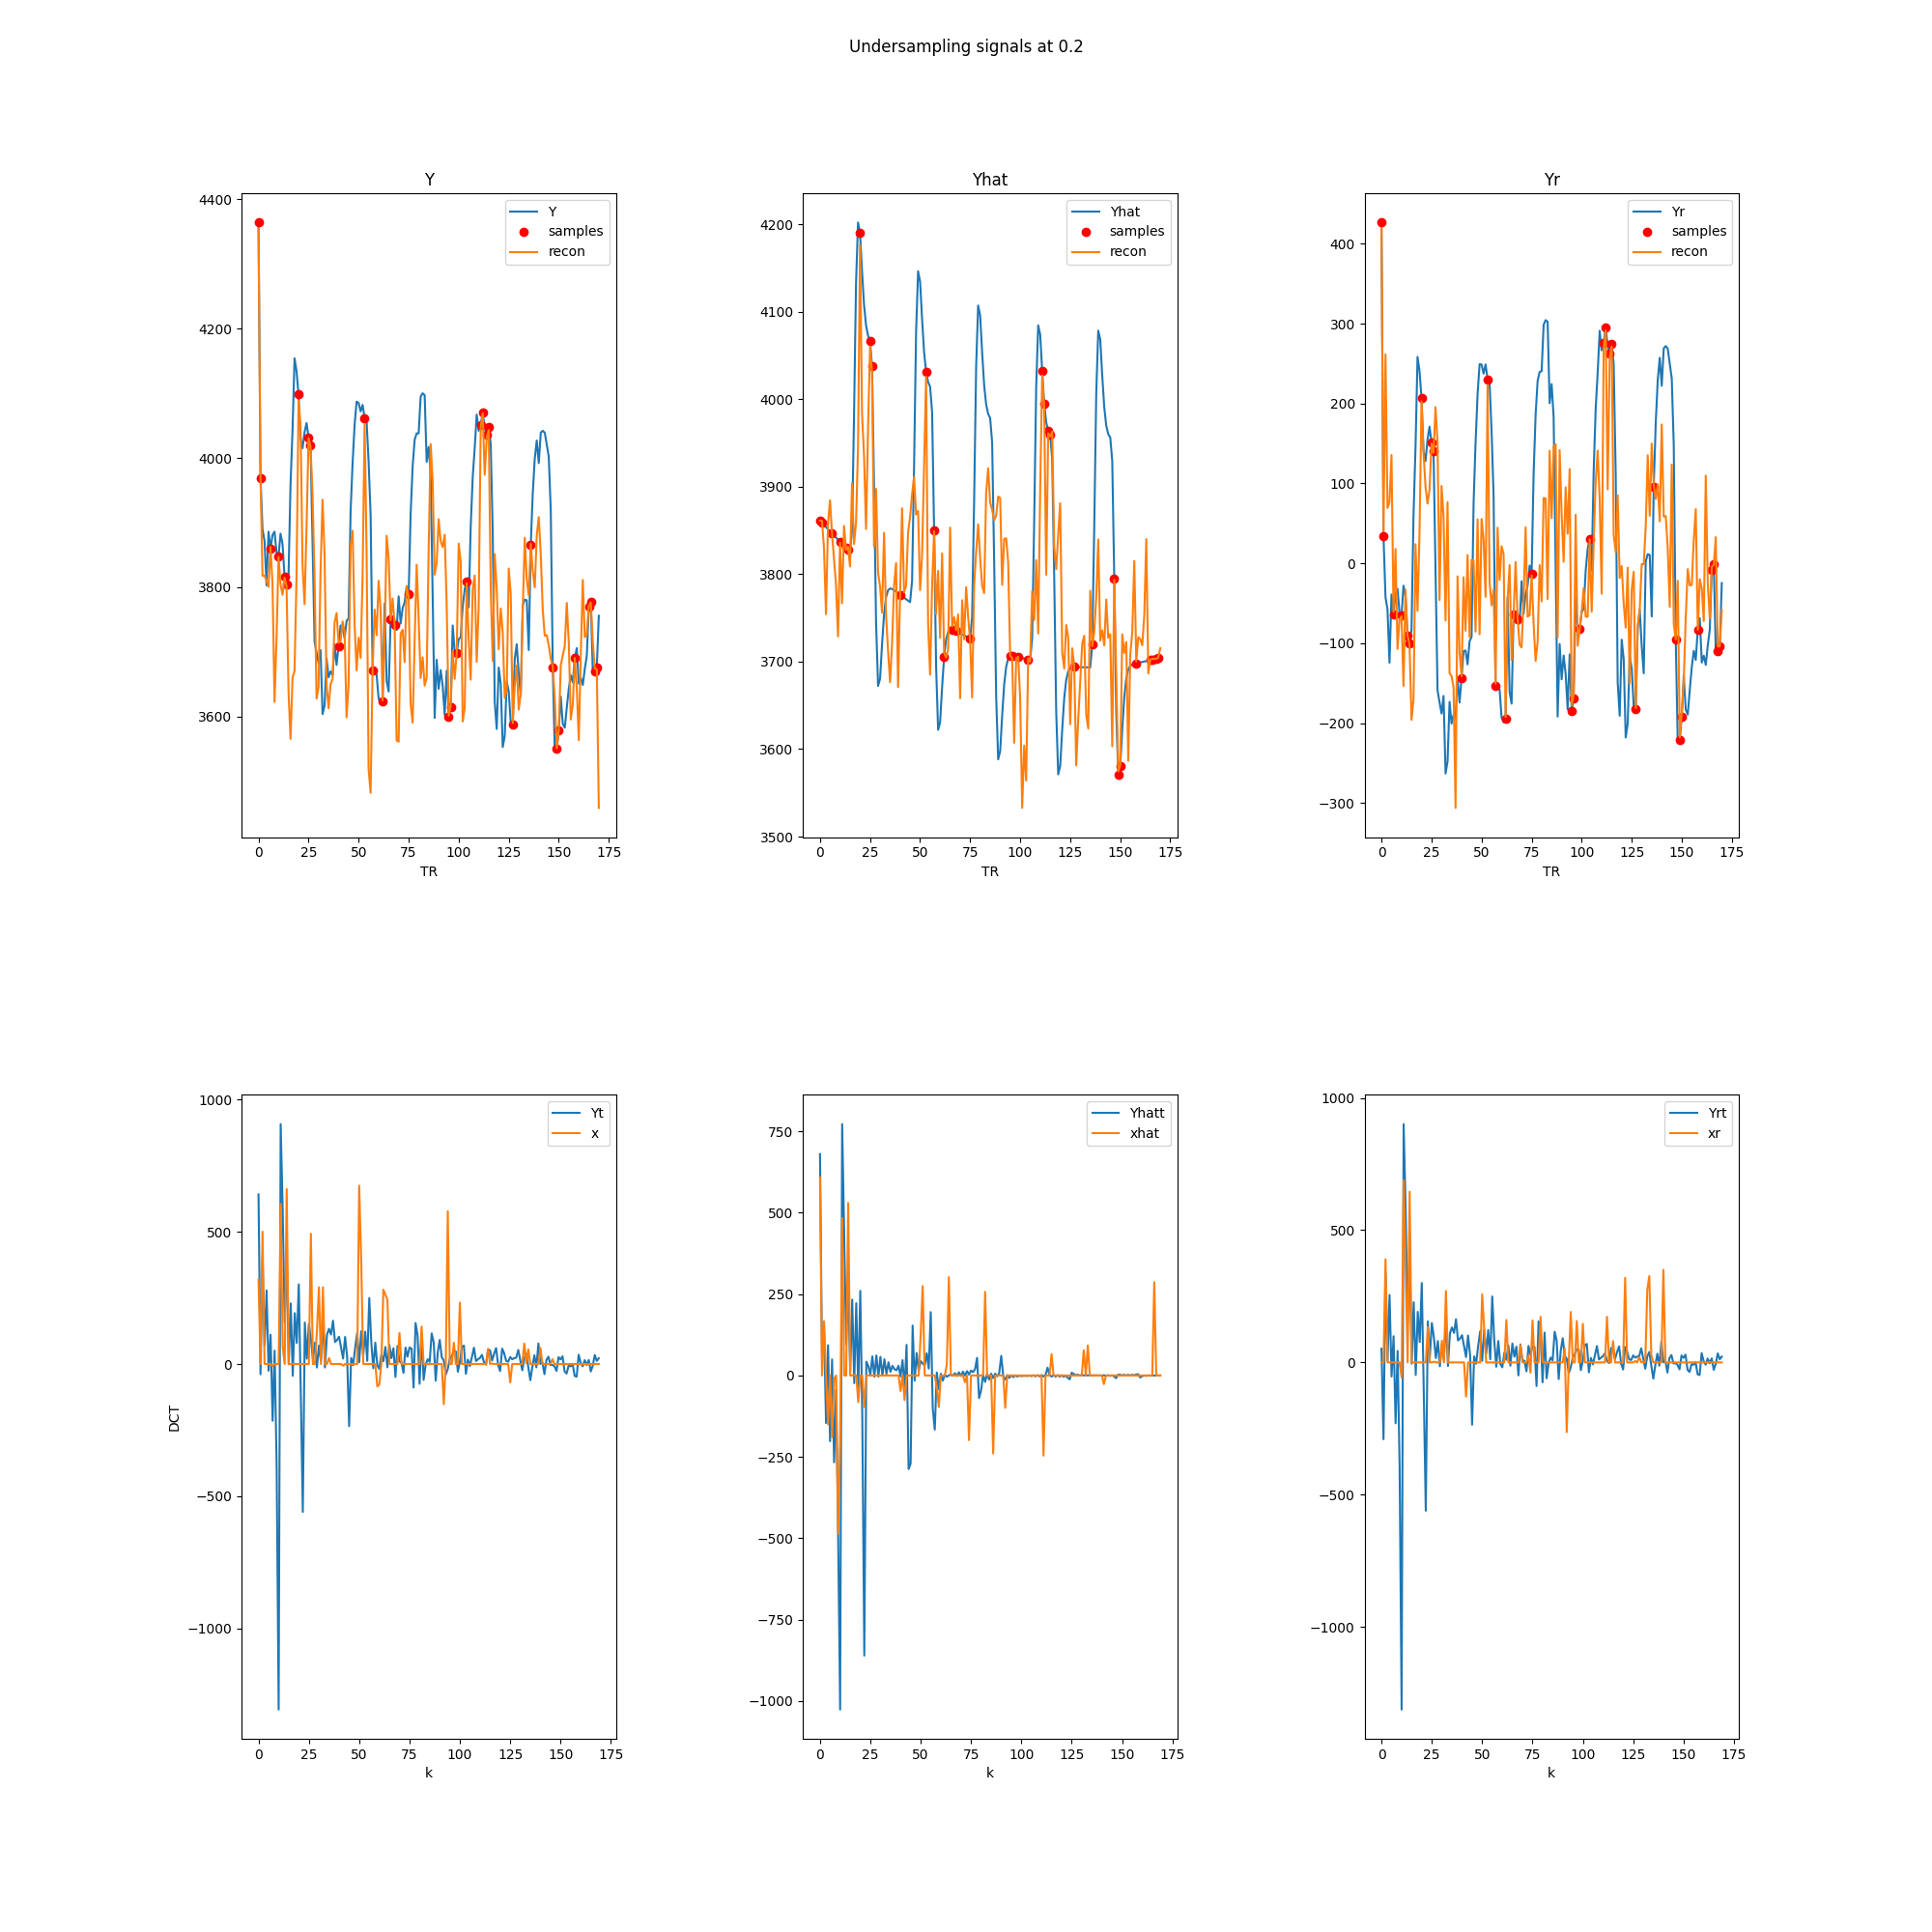 Undersampling signals at 0.2
Y
4400
4200
4000
3800
3600
0 25 50 75 100 125 150 175
TR
Y
samples
recon
Yhat
4200
4100
4000
3900
3800
3700
3600
3500
0 25 50 75 100 125 150 175
TR
Yhat
samples
recon
Yr
400
300
200
100
0
−100
−200
−300
0 25 50 75 100 125 150 175
TR
Yr
samples
recon
DCT
1000
500
0
−500
−1000
0 25 50 75 100 125 150 175
k
Yt
x
750
500
250
0
−250
−500
−750
−1000
0 25 50 75 100 125 150 175
k
Yhatt
xhat
1000
500
0
−500
−1000
0 25 50 75 100 125 150 175
k
Yrt
xr